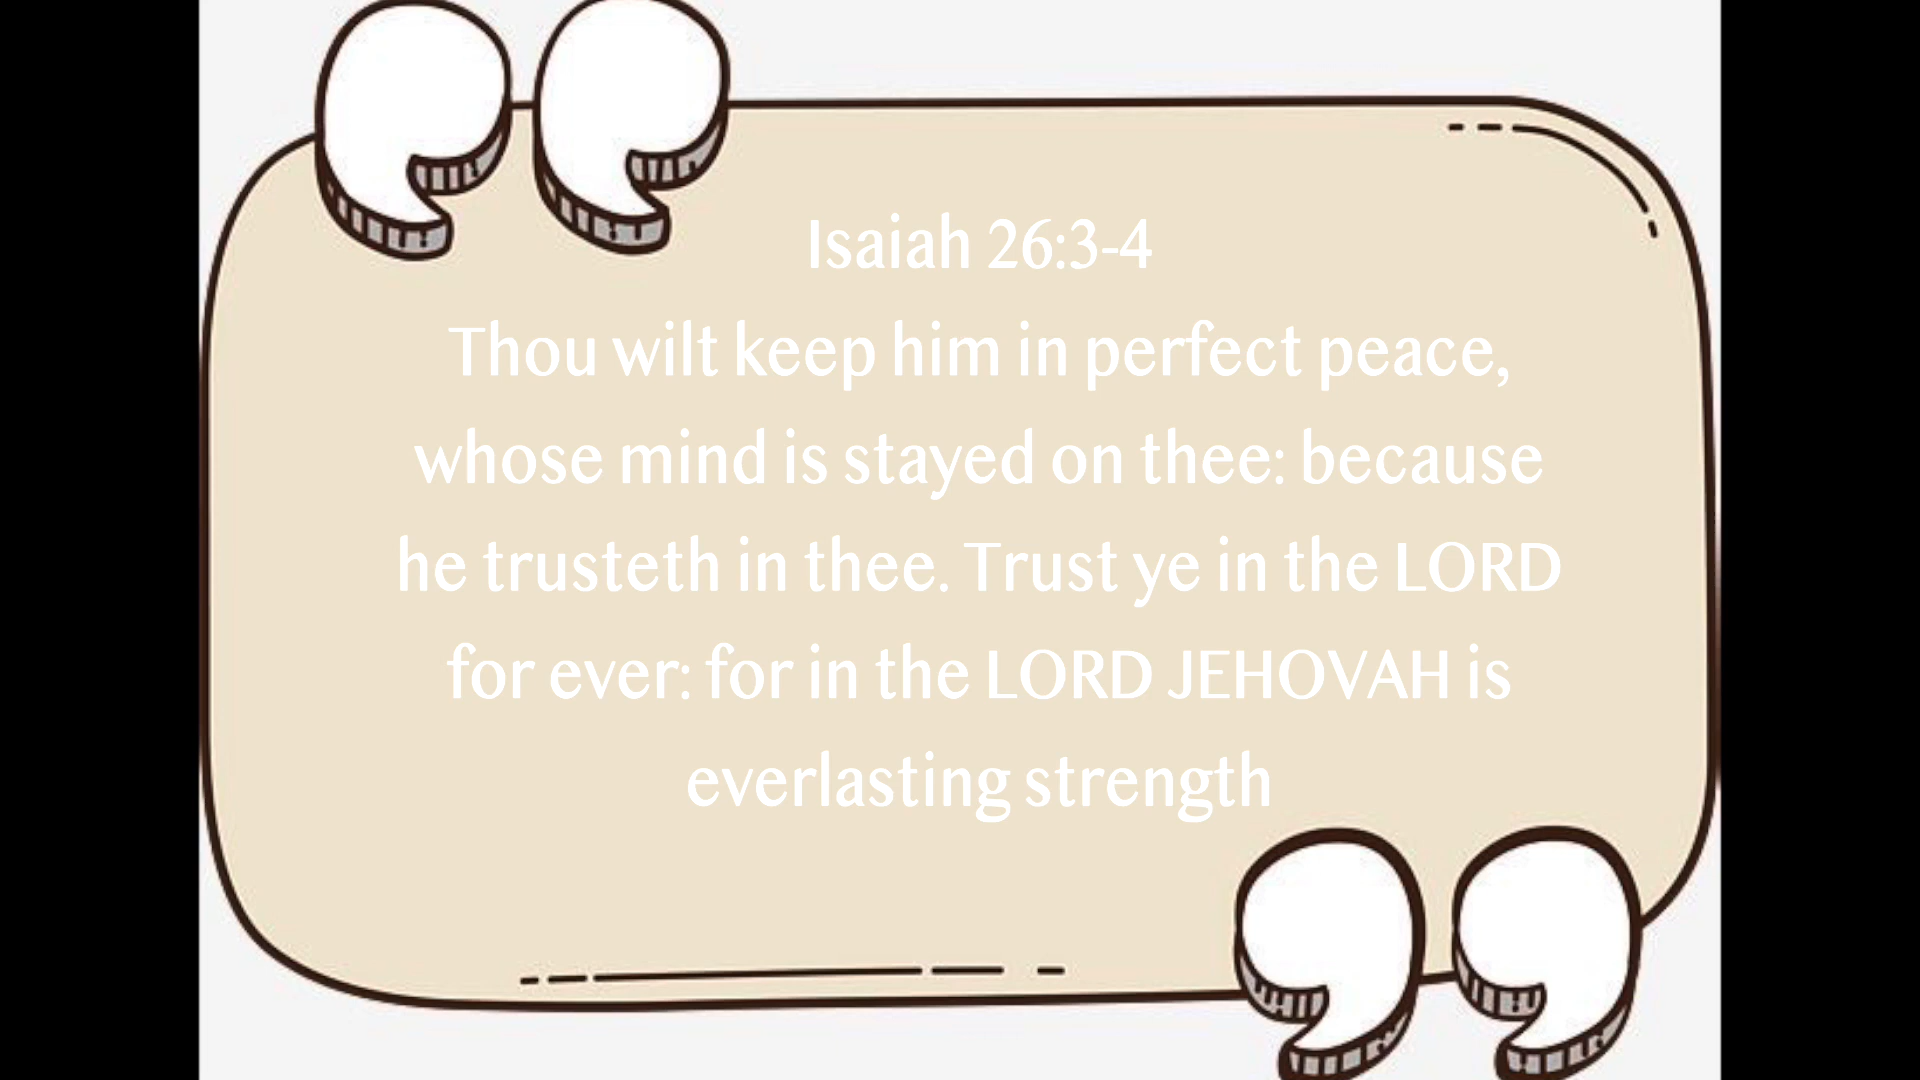 Isaiah 26:3-4
Thou wilt keep him in perfect peace,
whose mind is stayed on thee: because
he trusteth in thee. Trust ye in the LORD
for ever: for in the LORD JEHOVAH is
everlasting strength